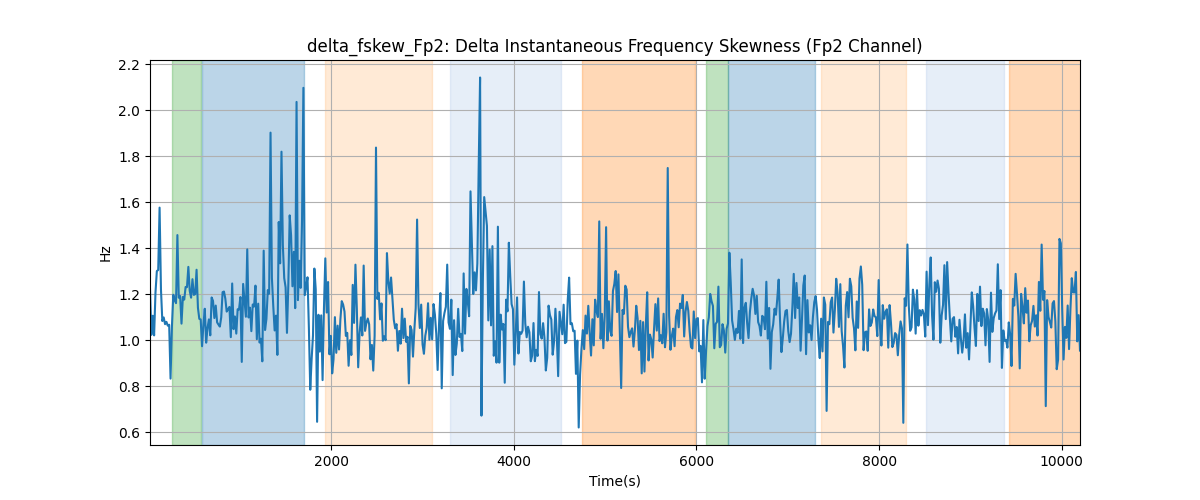 delta_fskew_Fp2: Delta Instantaneous Frequency Skewness (Fp2 Channel)
2.2
2.0
1.8
1.6
1.4
1.2
1.0
0.8
0.6
Hz
2000 4000 6000 8000 10000
Time(s)